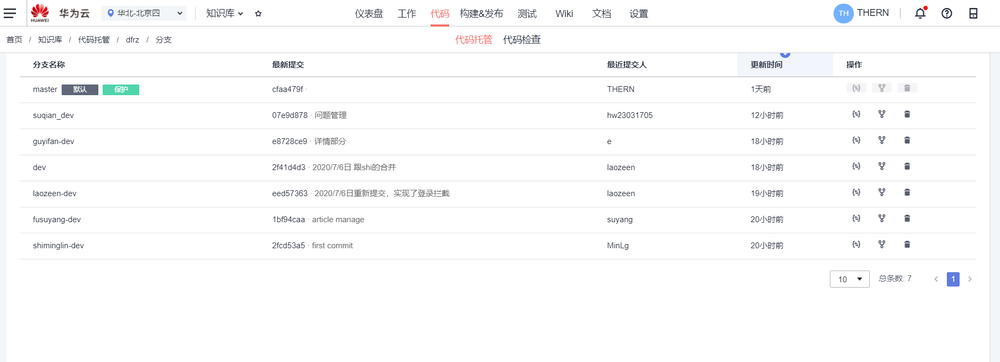 HUAWEI 华为云 华北-北京四 知识库 仪表盘 工作 代码 构建&发布 测试 Wiki 文档 设置 TH THERN
首页 / 知识库 / 代码托管 / dfrz / 分支 代码托管 代码检查
分支名称 最新提交 最近提交人 更新时间 操作
master 默认 保护 cfaa479f · THERN 1天前
suqian_dev 07e9d878 · 问题管理 hw23031705 12小时前
guyifan-dev e8728ce9 · 详情部分 e 18小时前
dev 2f41d4d3 · 2020/7/6日 跟shi的合并 laozeen 18小时前
laozeen-dev eed57363 · 2020/7/6日重新提交，实现了登录拦截 laozeen 19小时前
fusuyang-dev 1bf94caa · article manage suyang 20小时前
shiminglin-dev 2fcd53a5 · first commit MinLg 20小时前
10 总条数: 7 1